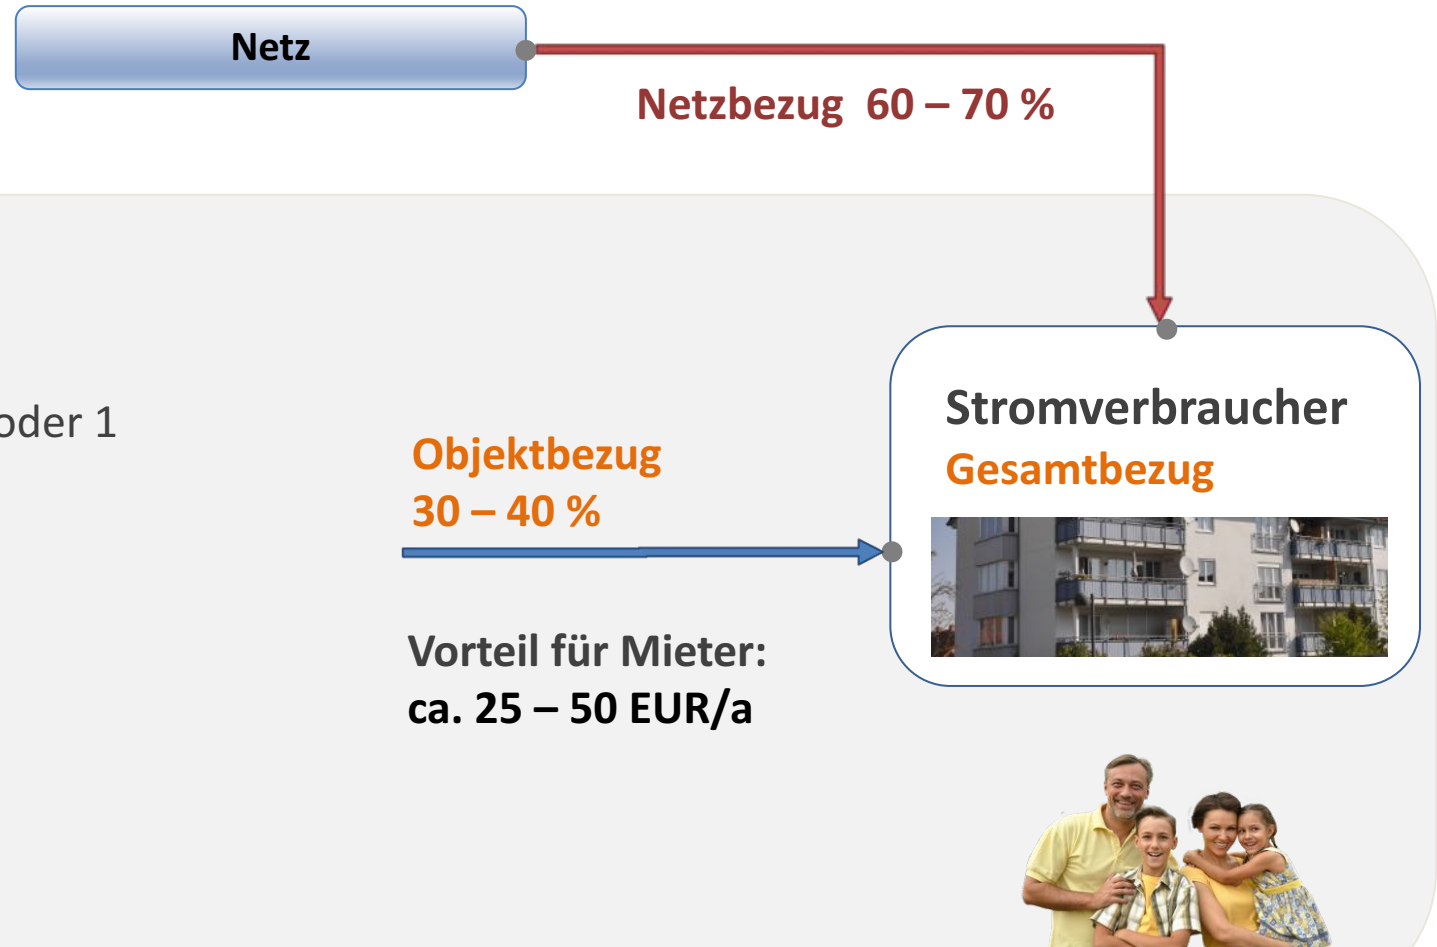 Netz
Netzbezug 60 – 70 %
oder 1
Objektbezug
30 – 40 %
Vorteil für Mieter:
ca. 25 – 50 EUR/a
Stromverbraucher
Gesamtbezug